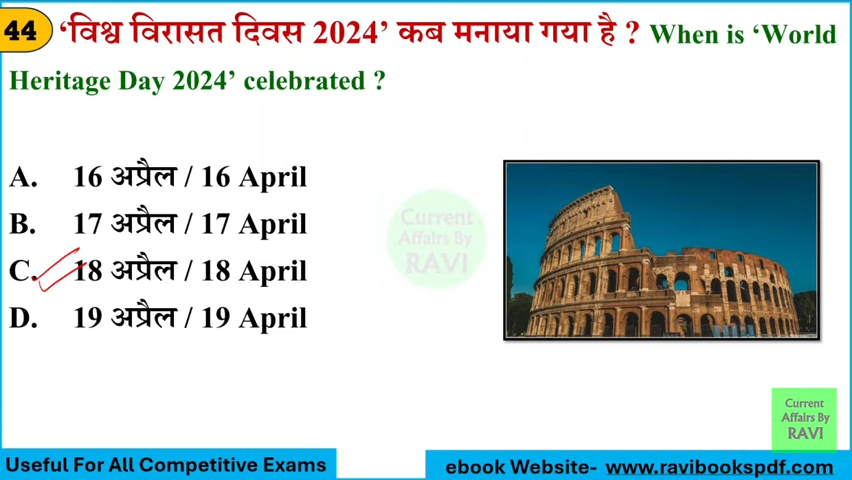 44 ‘विश्व विरासत दिवस 2024’ कब मनाया गया है ? When is ‘World
Heritage Day 2024’ celebrated ?
A. 16 अप्रैल / 16 April
B. 17 अप्रैल / 17 April
C. 18 अप्रैल / 18 April
D. 19 अप्रैल / 19 April
Current
Affairs By
RAVI
Current
Affairs By
RAVI
Useful For All Competitive Exams
ebook Website- www.ravibookspdf.com